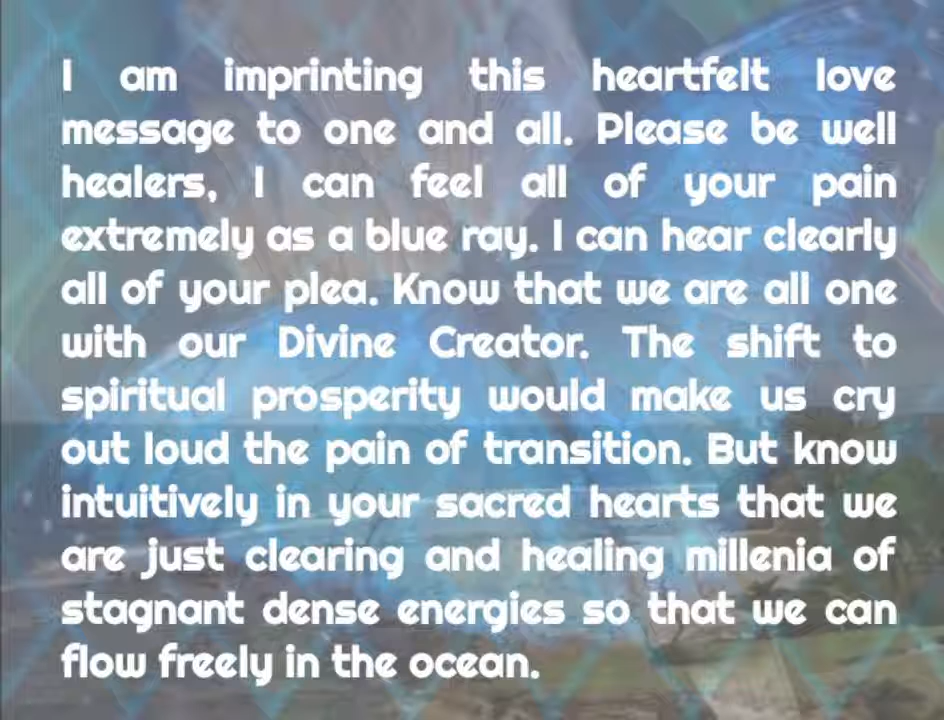 I am imprinting this heartfelt love
message to one and all. Please be well
healers, I can feel all of your pain
extremely as a blue ray. I can hear clearly
all of your plea. Know that we are all one
with our Divine Creator. The shift to
spiritual prosperity would make us cry
out loud the pain of transition. But know
intuitively in your sacred hearts that we
are just clearing and healing millenia of
stagnant dense energies so that we can
flow freely in the ocean.